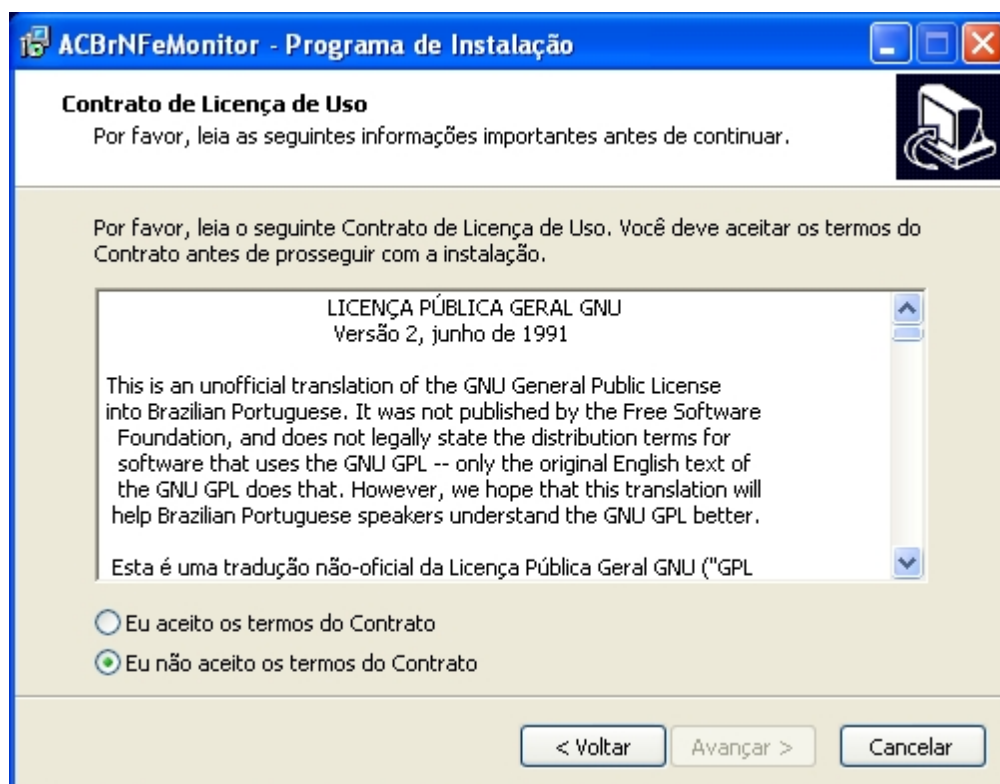 ACBrNFeMonitor - Programa de Instalação
Contrato de Licença de Uso
Por favor, leia as seguintes informações importantes antes de continuar.
Por favor, leia o seguinte Contrato de Licença de Uso. Você deve aceitar os termos do
Contrato antes de prosseguir com a instalação.
LICENÇA PÚBLICA GERAL GNU
Versão 2, junho de 1991
This is an unofficial translation of the GNU General Public License
into Brazilian Portuguese. It was not published by the Free Software
Foundation, and does not legally state the distribution terms for
software that uses the GNU GPL -- only the original English text of
the GNU GPL does that. However, we hope that this translation will
help Brazilian Portuguese speakers understand the GNU GPL better.
Esta é uma tradução não-oficial da Licença Pública Geral GNU ("GPL
Eu aceito os termos do Contrato
Eu não aceito os termos do Contrato
< Voltar
Avançar >
Cancelar